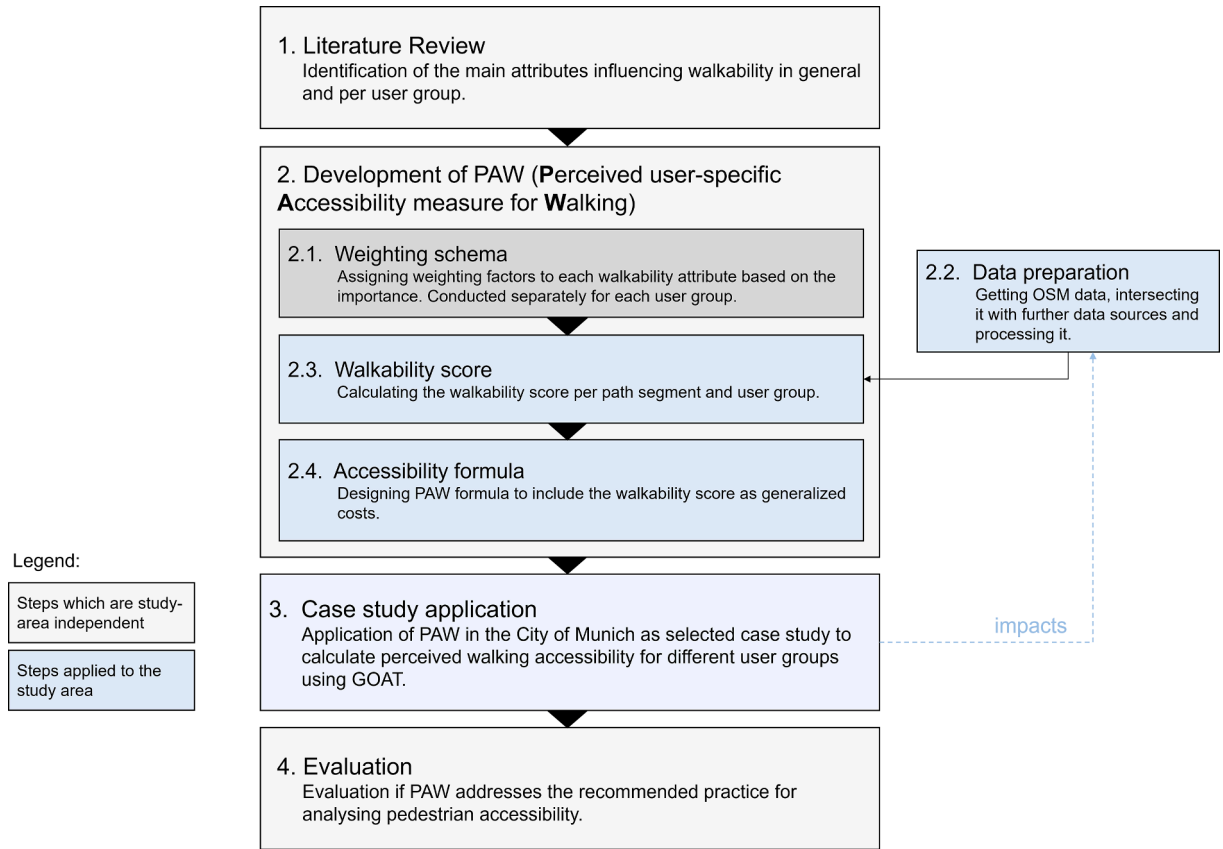 1. Literature Review
Identification of the main attributes influencing walkability in general
and per user group.
2. Development of PAW (Perceived user-specific
Accessibility measure for Walking)
2.1. Weighting schema
Assigning weighting factors to each walkability attribute based on the
importance. Conducted separately for each user group.
2.2. Data preparation
Getting OSM data, intersecting
it with further data sources and
processing it.
2.3. Walkability score
Calculating the walkability score per path segment and user group.
2.4. Accessibility formula
Designing PAW formula to include the walkability score as generalized
costs.
Legend:
Steps which are study-
area independent
Steps applied to the
study area
3. Case study application
Application of PAW in the City of Munich as selected case study to
calculate perceived walking accessibility for different user groups
using GOAT.
impacts
4. Evaluation
Evaluation if PAW addresses the recommended practice for
analysing pedestrian accessibility.